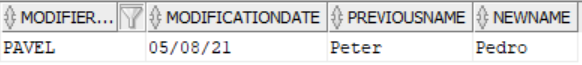 MODIFIER... MODIFICATIONDATE PREVIOUSNAME NEWNAME
PAVEL 05/08/21 Peter Pedro